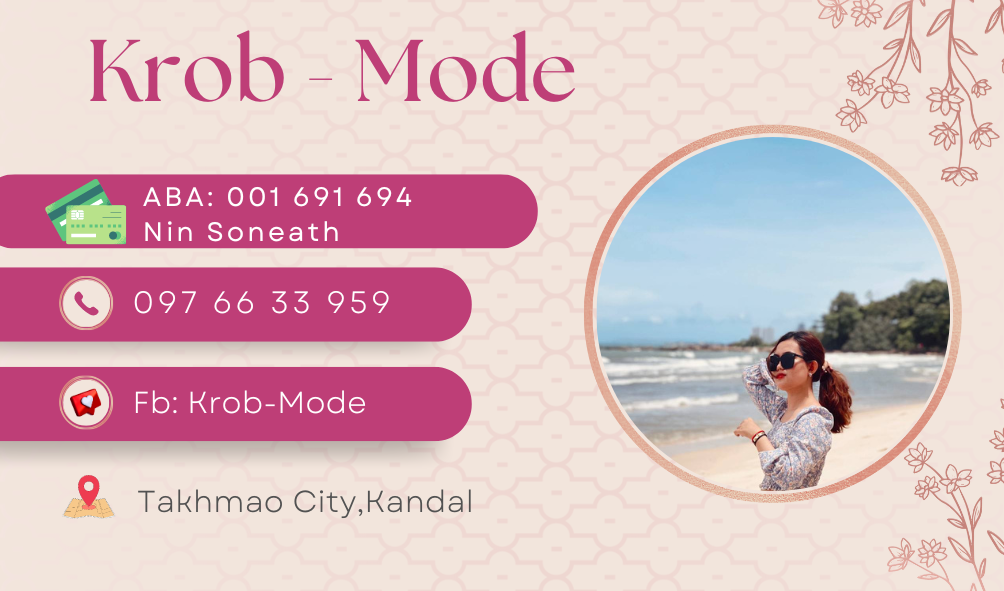 Krob - Mode
ABA: 001 691 694
Nin Soneath
097 66 33 959
Fb: Krob-Mode
Takhmao City,Kandal